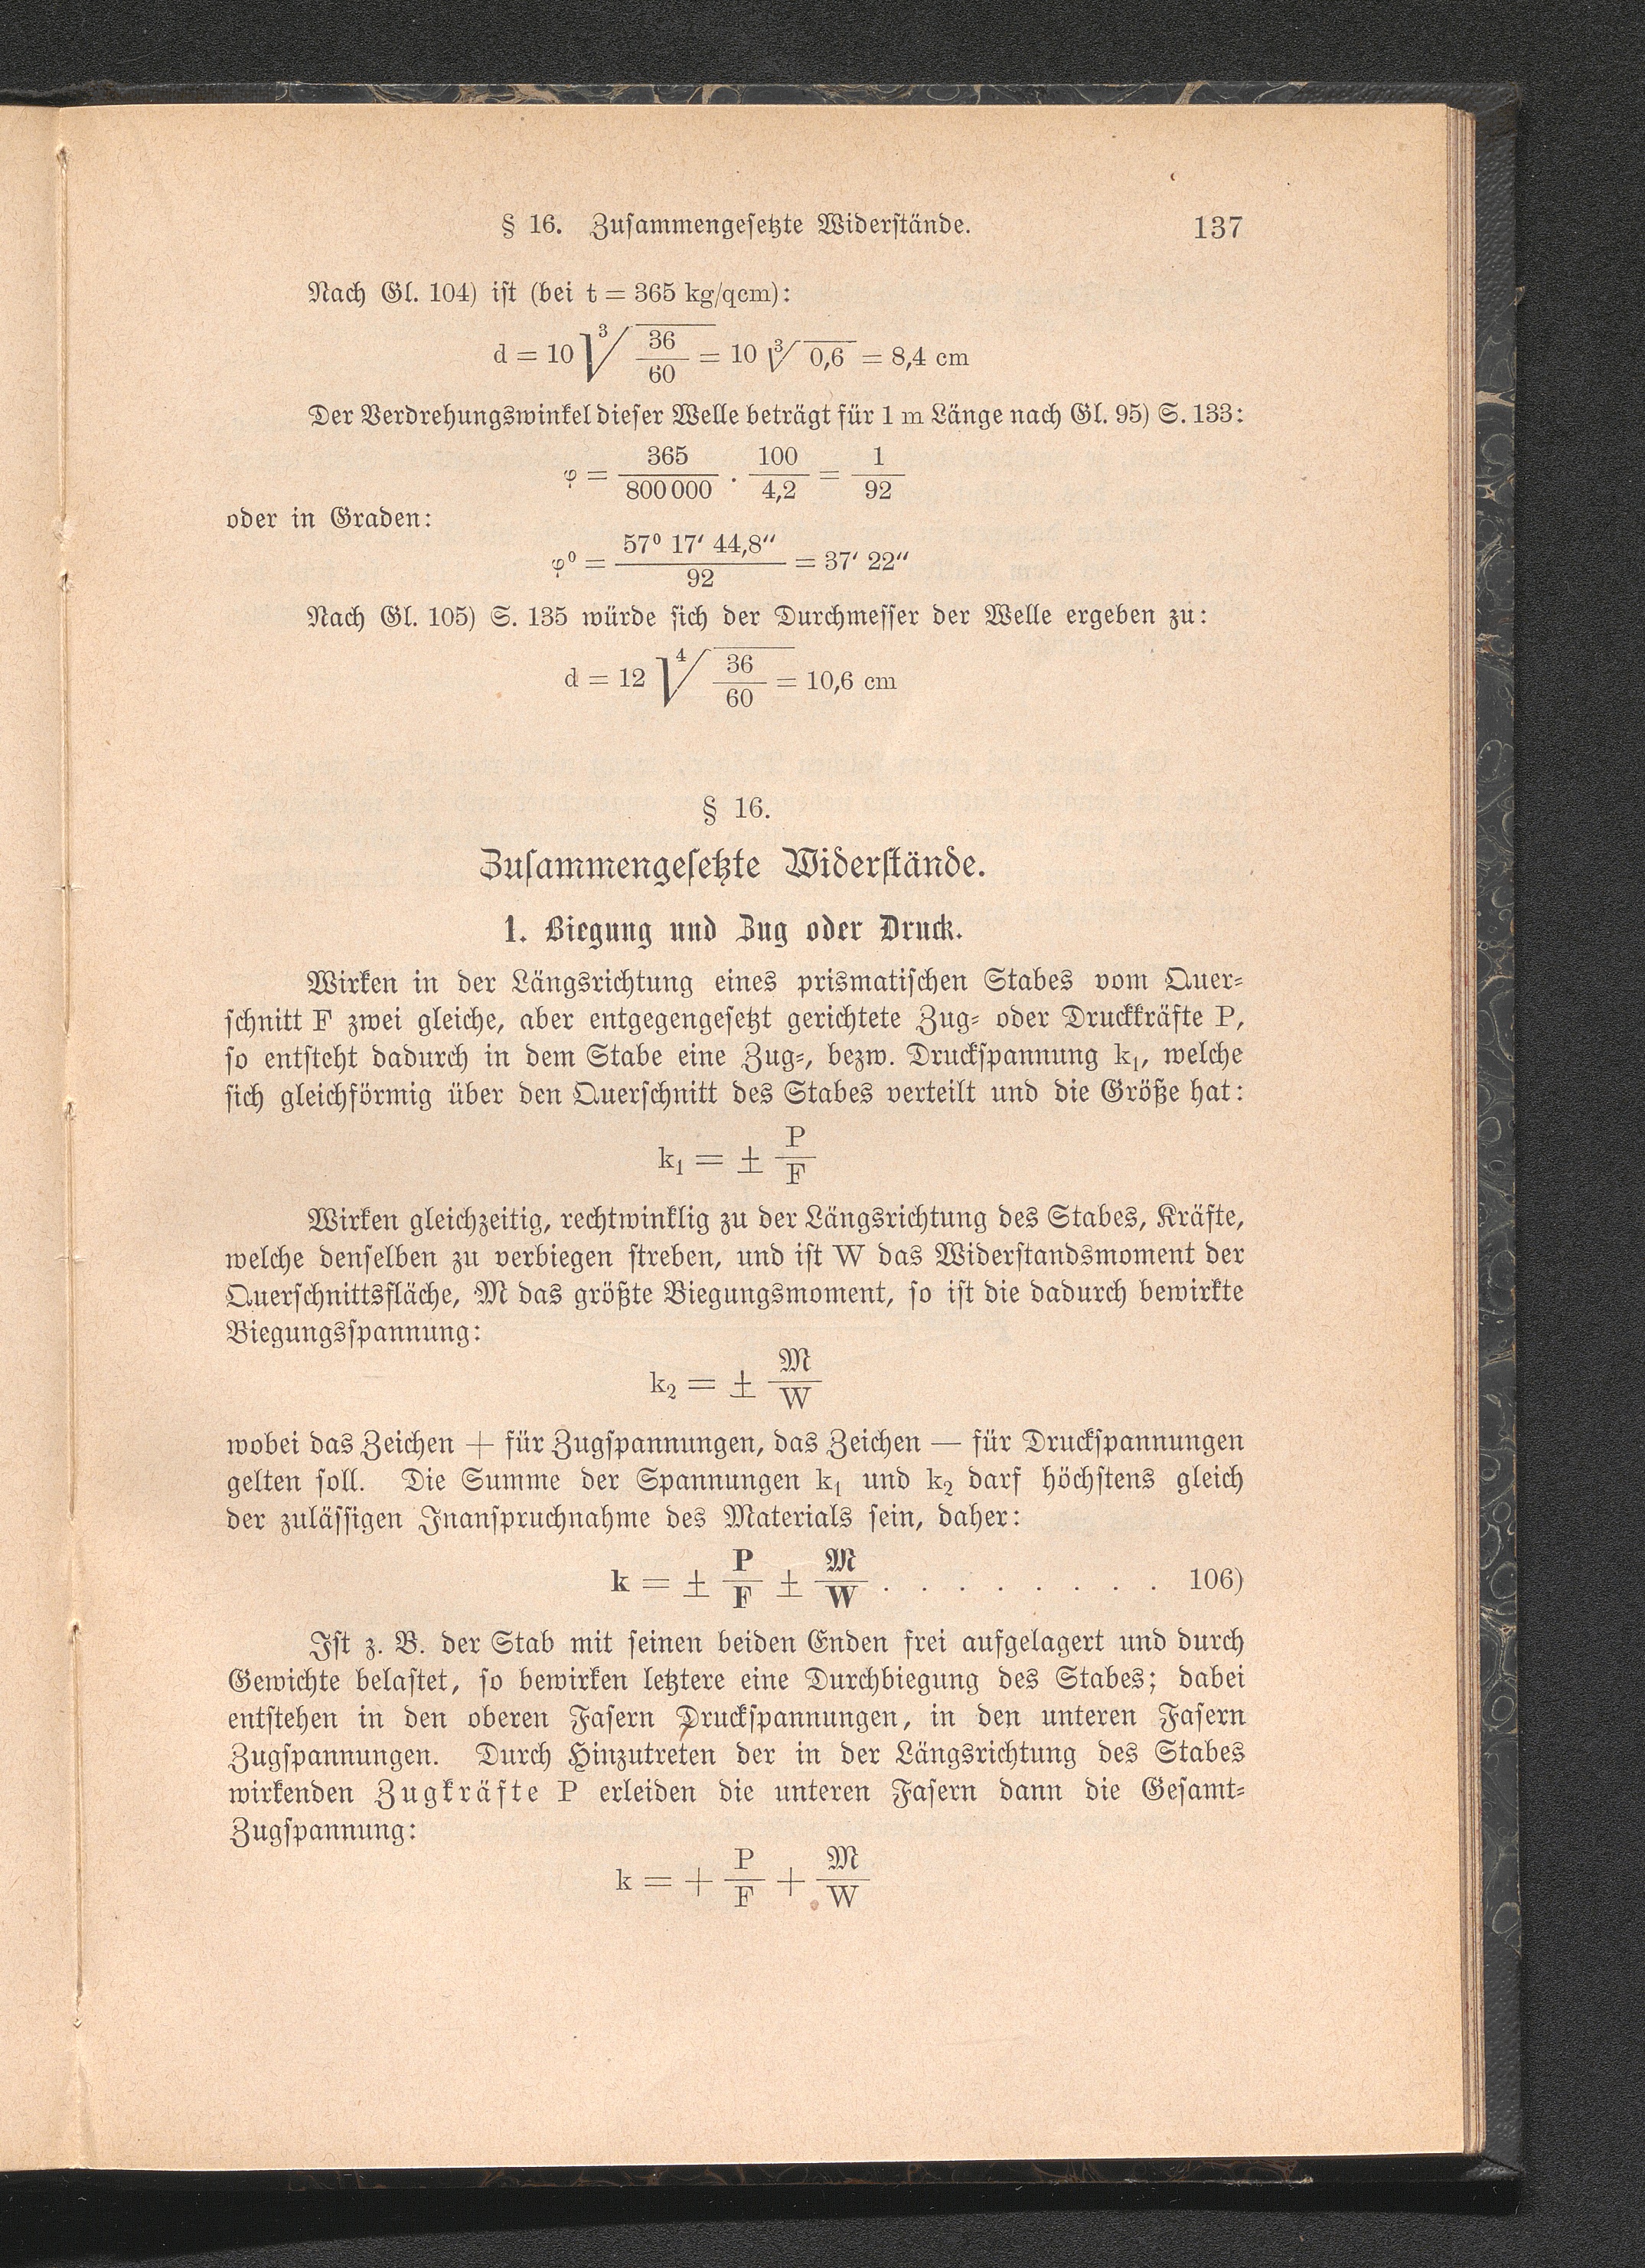 § 16. Zusammengesetzte Widerstände. 137
Nach Gl. 104) ist (bei t = 365 kg/qcm):
d = 10 ∛(36/60) = 10 ∛0,6 = 8,4 cm
Der Verdrehungswinkel dieser Welle beträgt für 1 m Länge nach Gl. 95) S. 133:
φ = 365/800000 · 100/4,2 = 1/92
oder in Graden:
φ⁰ = 57⁰ 17′ 44,8″/92 = 37′ 22″
Nach Gl. 105) S. 135 würde sich der Durchmesser der Welle ergeben zu:
d = 12 ∜(36/60) = 10,6 cm
§ 16.
Zusammengesetzte Widerstände.
1. Biegung und Zug oder Druck.
Wirken in der Längsrichtung eines prismatischen Stabes vom Quer-
schnitt F zwei gleiche, aber entgegengesetzt gerichtete Zug- oder Druckkräfte P,
so entsteht dadurch in dem Stabe eine Zug-, bezw. Druckspannung k₁, welche
sich gleichförmig über den Querschnitt des Stabes verteilt und die Größe hat:
k₁ = ± P/F
Wirken gleichzeitig, rechtwinklig zu der Längsrichtung des Stabes, Kräfte,
welche denselben zu verbiegen streben, und ist W das Widerstandsmoment der
Querschnittsfläche, M das größte Biegungsmoment, so ist die dadurch bewirkte
Biegungsspannung:
k₂ = ± M/W
wobei das Zeichen + für Zugspannungen, das Zeichen — für Druckspannungen
gelten soll. Die Summe der Spannungen k₁ und k₂ darf höchstens gleich
der zulässigen Inanspruchnahme des Materials sein, daher:
k = ± P/F ± M/W . . . . . . . . 106)
Ist z. B. der Stab mit seinen beiden Enden frei aufgelagert und durch
Gewichte belastet, so bewirken letztere eine Durchbiegung des Stabes; dabei
entstehen in den oberen Fasern Druckspannungen, in den unteren Fasern
Zugspannungen. Durch Hinzutreten der in der Längsrichtung des Stabes
wirkenden Zugkräfte P erleiden die unteren Fasern dann die Gesamt-
Zugspannung:
k = + P/F + M/W